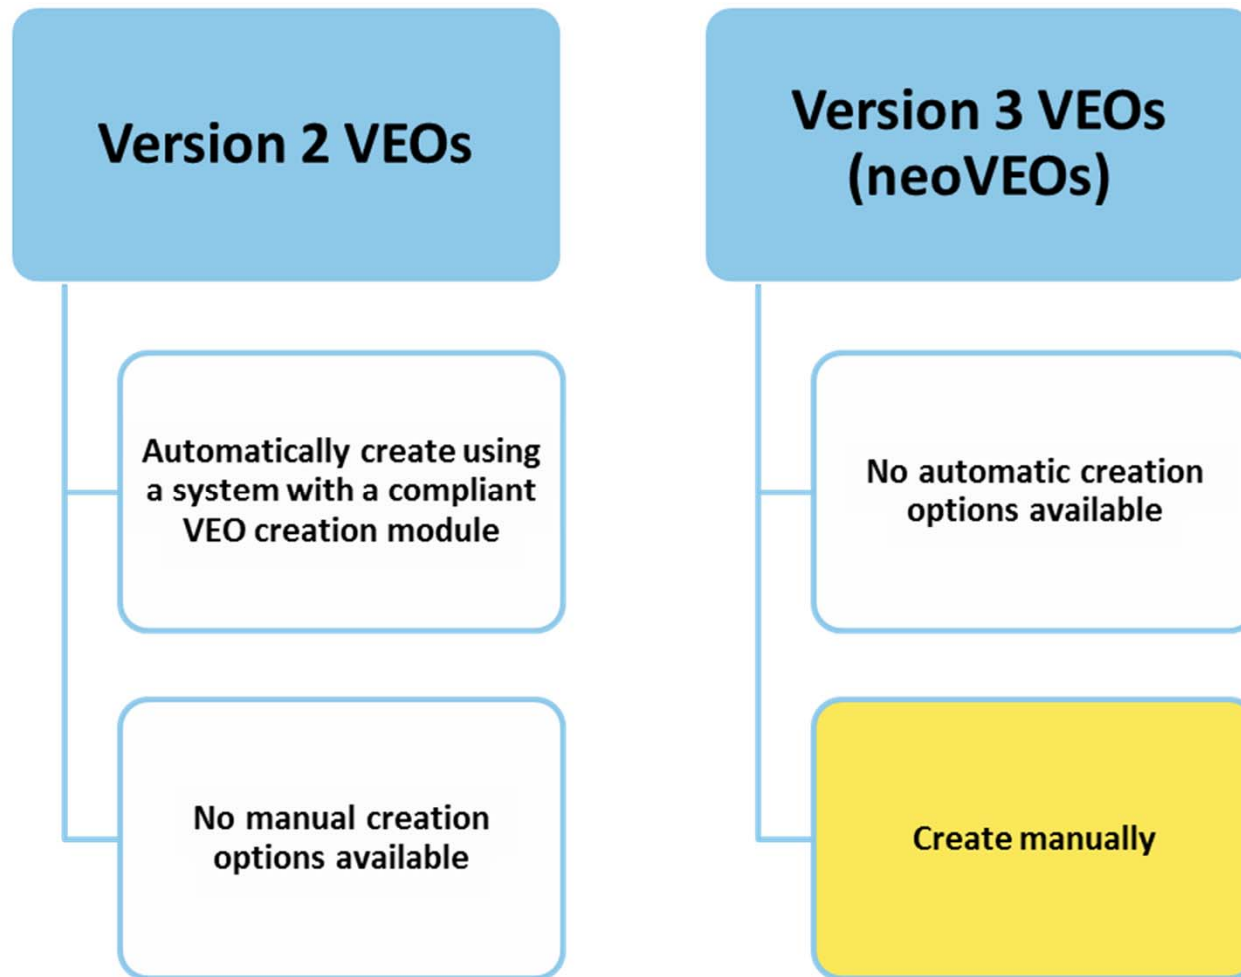 Version 2 VEOs
Automatically create using
a system with a compliant
VEO creation module
No manual creation
options available
Version 3 VEOs
(neoVEOs)
No automatic creation
options available
Create manually